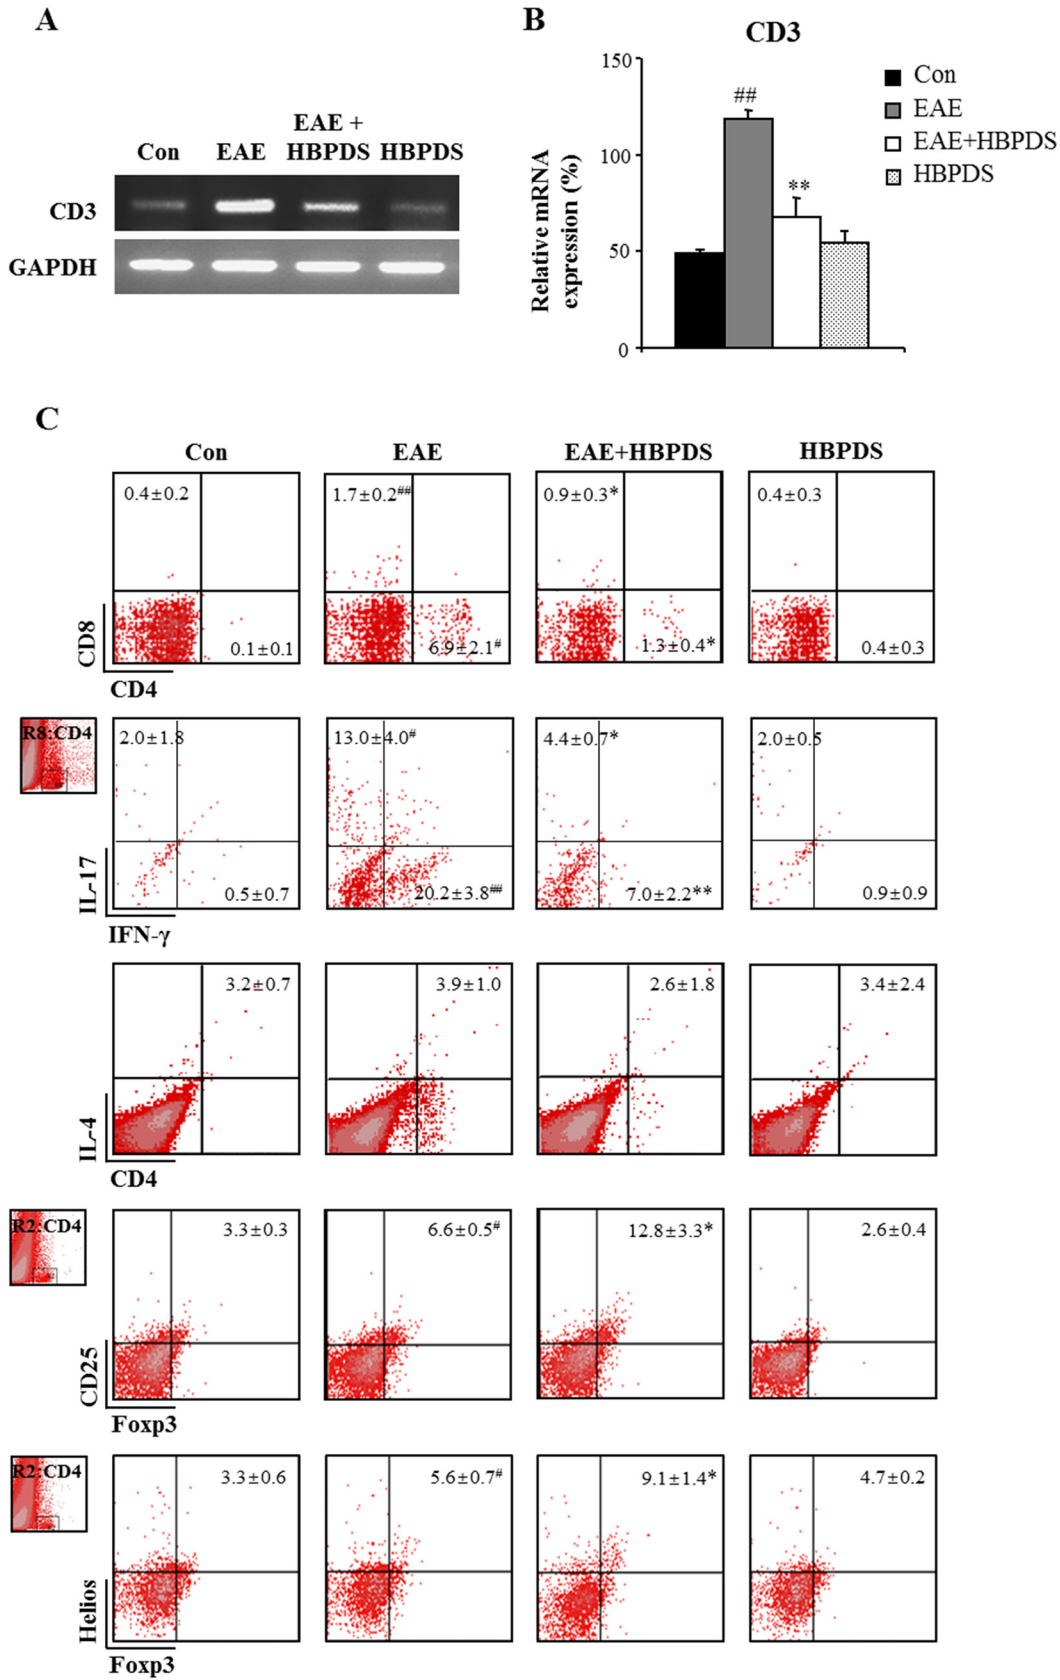 A
Con
EAE
EAE +
HBPDS
HBPDS
CD3
GAPDH
B
CD3
Relative mRNA
expression (%)
150
100
50
0
##
**
Con
EAE
EAE+HBPDS
HBPDS
C
Con
EAE
EAE+HBPDS
HBPDS
0.4±0.2
1.7±0.2##
0.9±0.3*
0.4±0.3
0.1±0.1
6.9±2.1#
1.3±0.4*
0.4±0.3
CD8
CD4
R8:CD4
2.0±1.8
13.0±4.0#
4.4±0.7*
2.0±0.5
0.5±0.7
20.2±3.8##
7.0±2.2**
0.9±0.9
IL-17
IFN-γ
3.2±0.7
3.9±1.0
2.6±1.8
3.4±2.4
IL-4
CD4
R2:CD4
3.3±0.3
6.6±0.5#
12.8±3.3*
2.6±0.4
CD25
Foxp3
R2:CD4
3.3±0.6
5.6±0.7#
9.1±1.4*
4.7±0.2
Helios
Foxp3